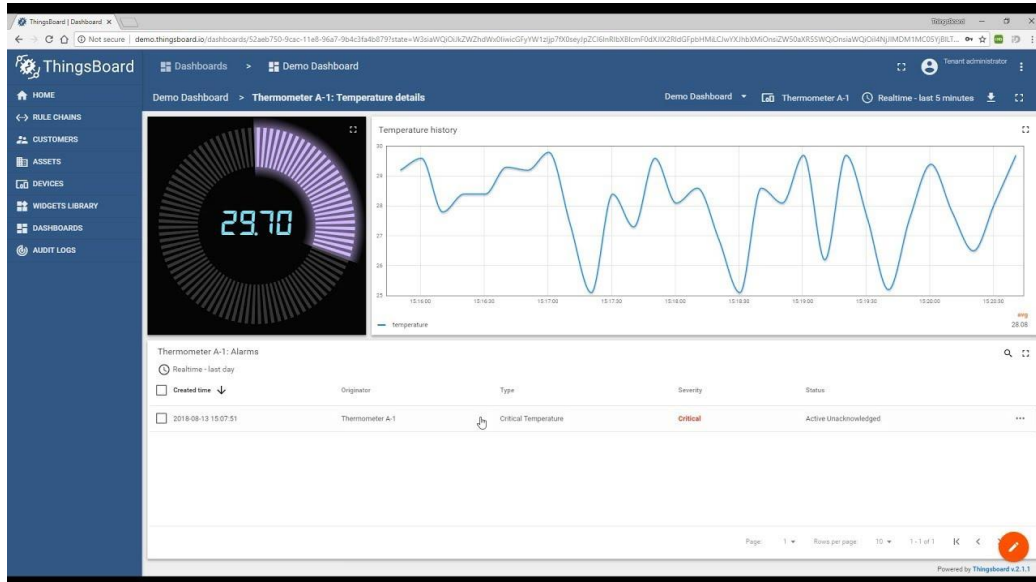 ThingsBoard | Dashboard
Thingsboard
Not secure | demo.thingsboard.io/dashboards/
ThingsBoard
Dashboards > Demo Dashboard
Tenant administrator
HOME
Demo Dashboard > Thermometer A-1: Temperature details
Demo Dashboard
Thermometer A-1
Realtime - last 5 minutes
RULE CHAINS
CUSTOMERS
ASSETS
DEVICES
WIDGETS LIBRARY
DASHBOARDS
AUDIT LOGS
29.70
Temperature history
30
29
28
27
26
25
15:16:00 15:16:30 15:17:00 15:17:30 15:18:00 15:18:30 15:19:00 15:19:30 15:20:00 15:20:30
avg
temperature 28.08
Thermometer A-1: Alarms
Realtime - last day
Created time Originator Type Severity Status
2018-08-13 15:07:51 Thermometer A-1 Critical Temperature Critical Active Unacknowledged
Page: 1 Rows per page: 10 1 - 1 of 1
Powered by Thingsboard v.2.1.1